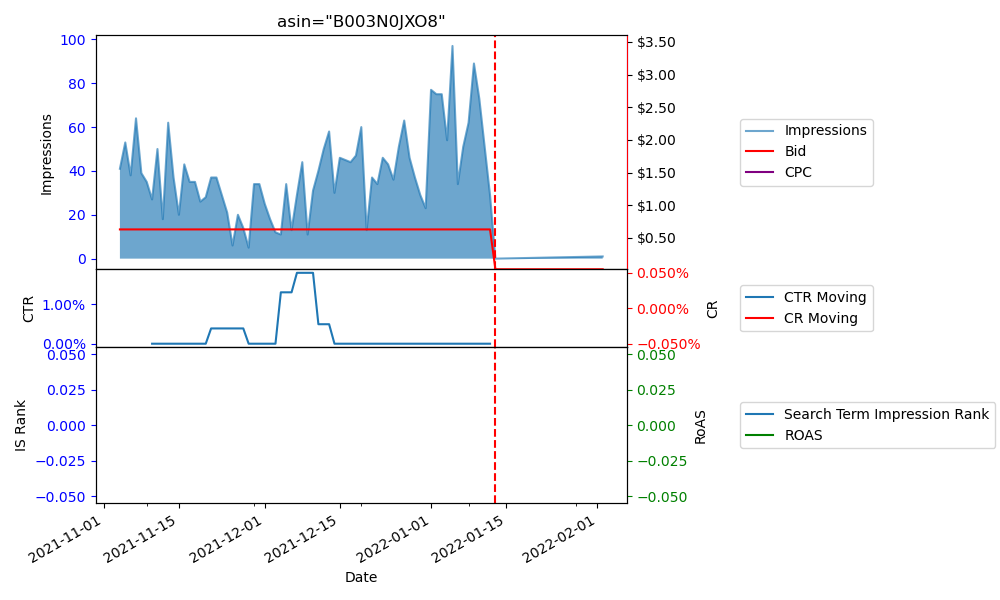 asin="B003N0JXO8"
100
80
60
40
20
0
Impressions
$3.50
$3.00
$2.50
$2.00
$1.50
$1.00
$0.50
Impressions
Bid
CPC
1.00%
0.00%
CTR
0.050%
0.000%
−0.050%
CR
CTR Moving
CR Moving
0.050
0.025
0.000
−0.025
−0.050
IS Rank
0.050
0.025
0.000
−0.025
−0.050
RoAS
Search Term Impression Rank
ROAS
2021-11-01
2021-11-15
2021-12-01
2021-12-15
2022-01-01
2022-01-15
2022-02-01
Date